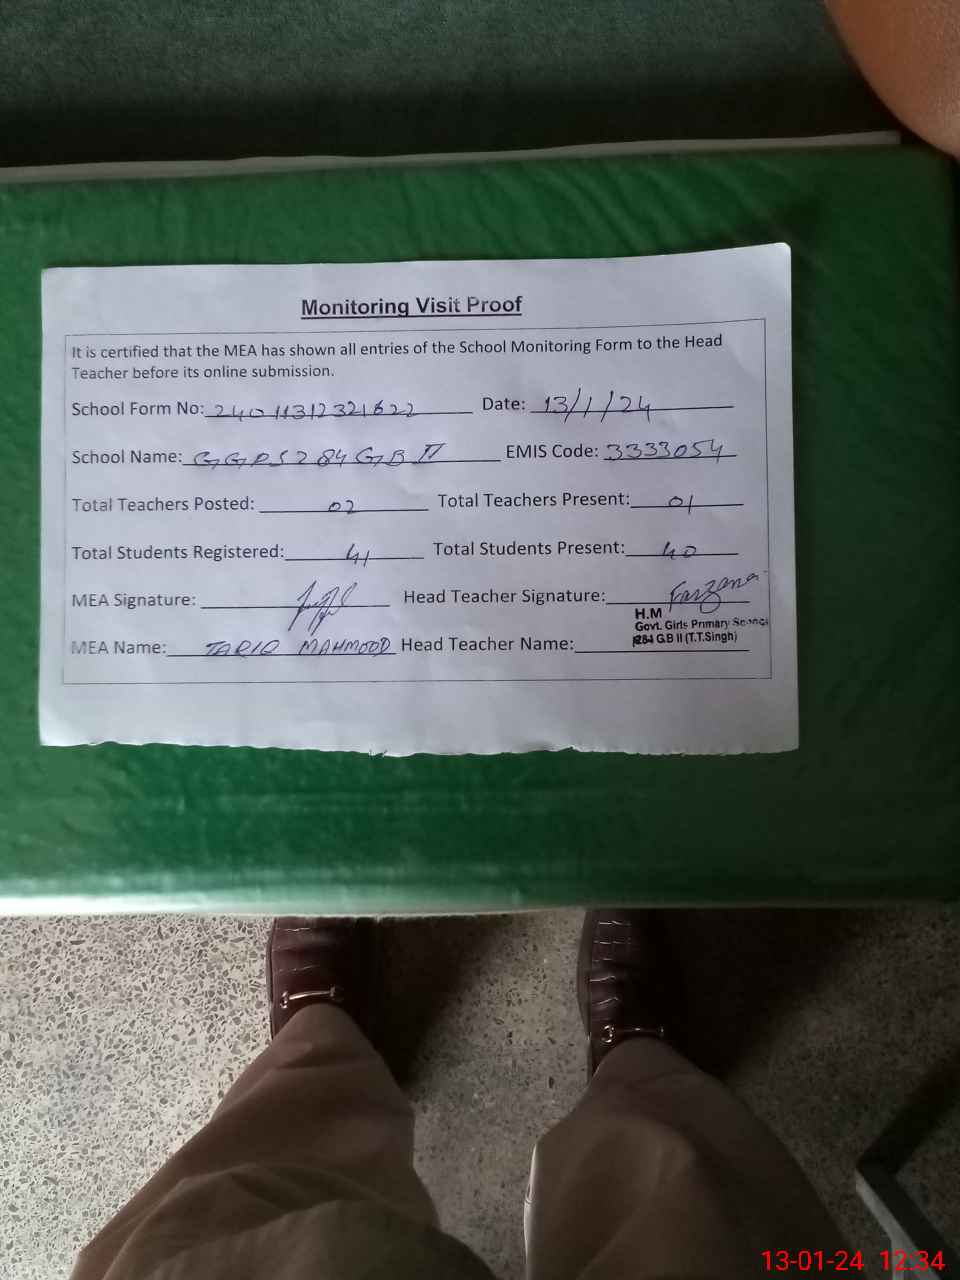 Monitoring Visit Proof
It is certified that the MEA has shown all entries of the School Monitoring Form to the Head
Teacher before its online submission.
School Form No: 24011312321622 Date: 13/1/24
School Name: GGPS 284 GB II EMIS Code: 3333054
Total Teachers Posted: 02 Total Teachers Present: 01
Total Students Registered: 41 Total Students Present: 40
MEA Signature: Head Teacher Signature: Farzana
H.M
Govt. Girls Primary School
284 G.B II (T.T.Singh)
MEA Name: TARIQ MAHMOOD Head Teacher Name:
13-01-24 12:34